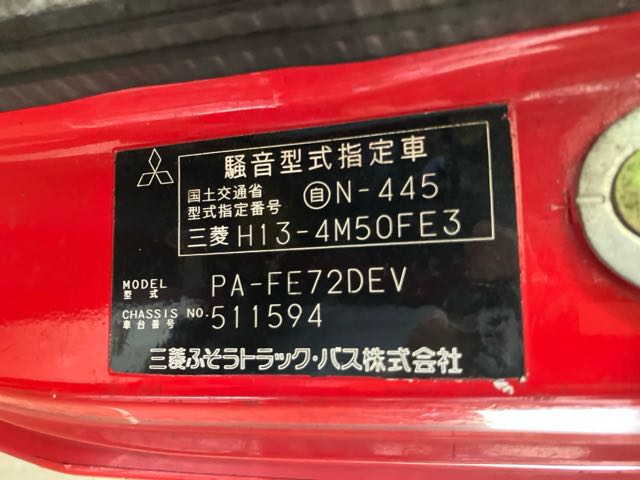 騒音型式指定車
国土交通省
型式指定番号 自N-445
三菱 H13-4M50FE3
MODEL
型式 PA-FE72DEV
CHASSIS NO.
車台番号 511594
三菱ふそうトラック・バス株式会社